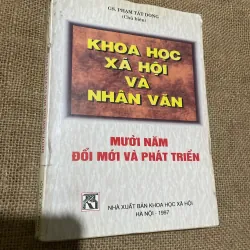 GS. PHẠM TẤT DONG
(Chủ biên)
KHOA HỌC
XÃ HỘI
VÀ
NHÂN VĂN
MƯỜI NĂM
ĐỔI MỚI VÀ PHÁT TRIỂN
NHÀ XUẤT BẢN KHOA HỌC XÃ HỘI
HÀ NỘI - 1997